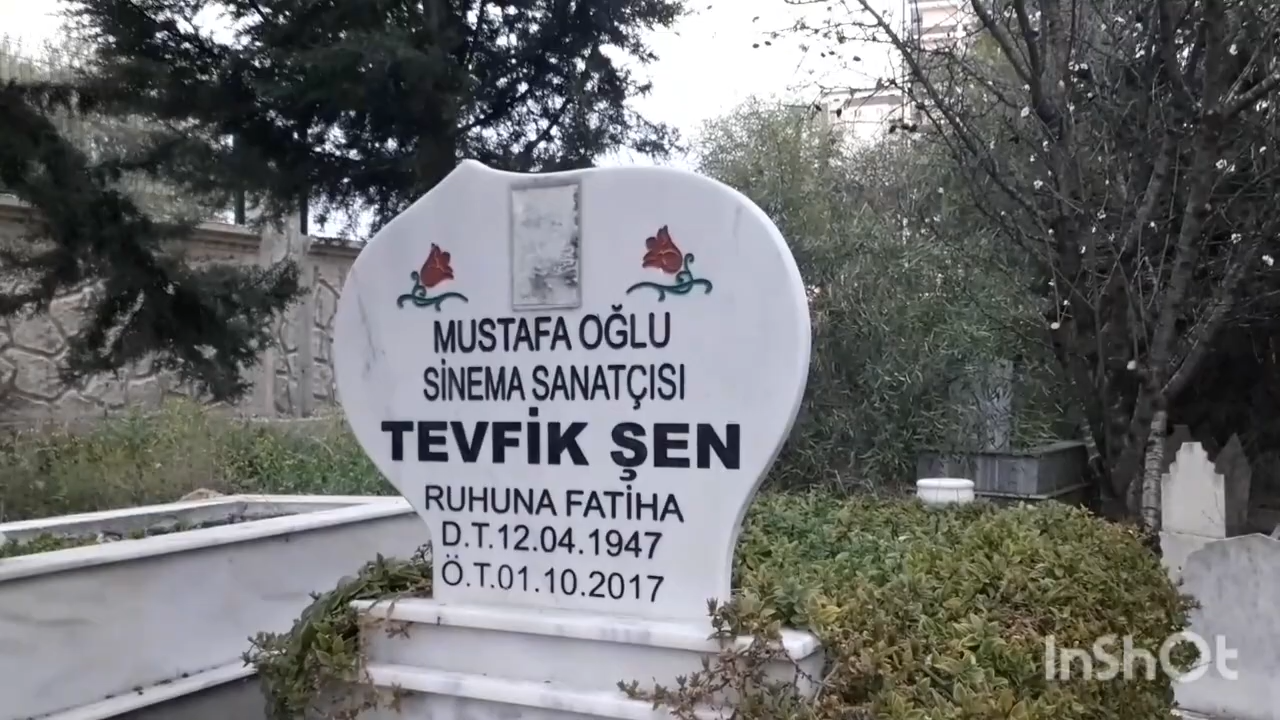 MUSTAFA OĞLU
SİNEMA SANATÇISI
TEVFİK ŞEN
RUHUNA FATİHA
D.T.12.04.1947
Ö.T.01.10.2017
InShOt